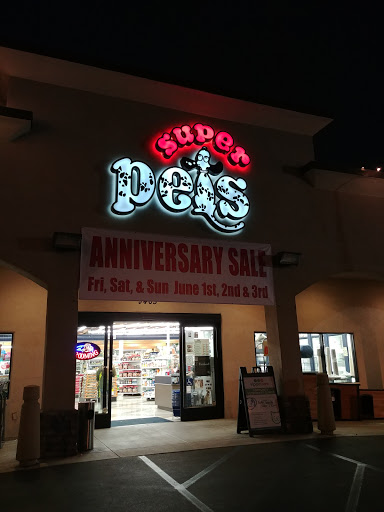 super
pets
ANNIVERSARY SALE
Fri, Sat, & Sun June 1st, 2nd & 3rd
GROOMING